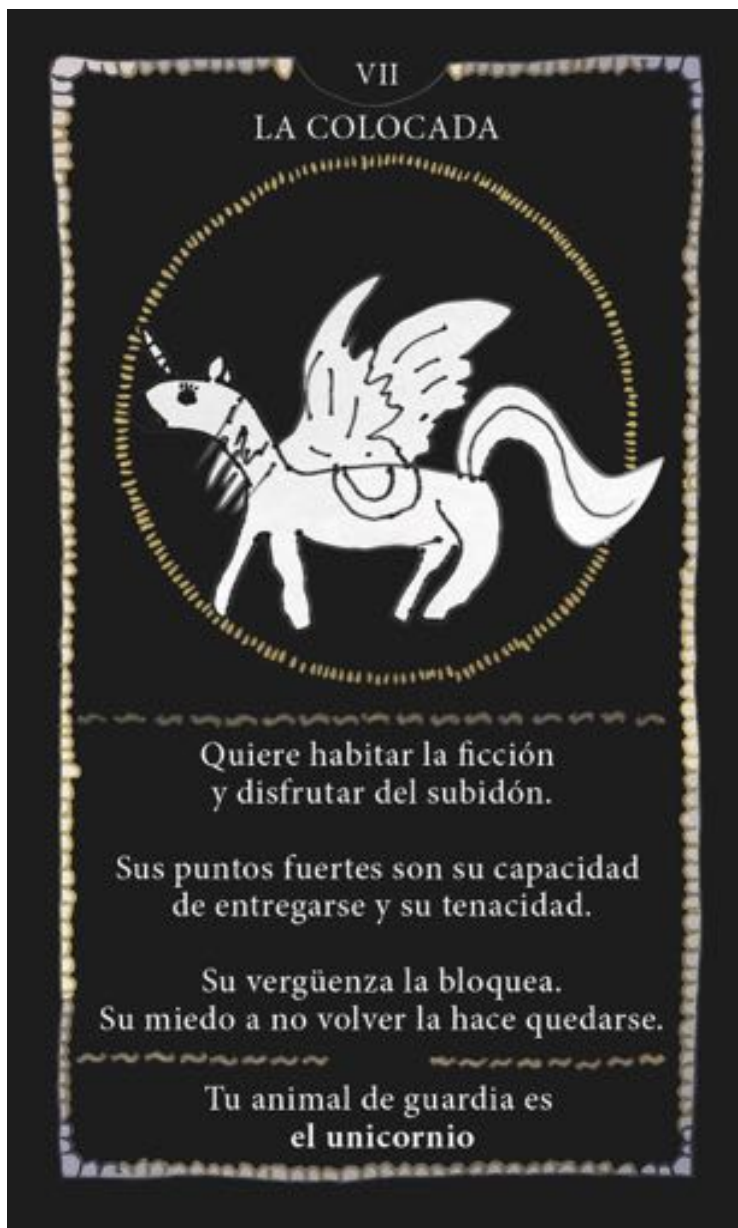 VII
LA COLOCADA
Quiere habitar la ficción
y disfrutar del subidón.
Sus puntos fuertes son su capacidad
de entregarse y su tenacidad.
Su vergüenza la bloquea.
Su miedo a no volver la hace quedarse.
Tu animal de guardia es
el unicornio